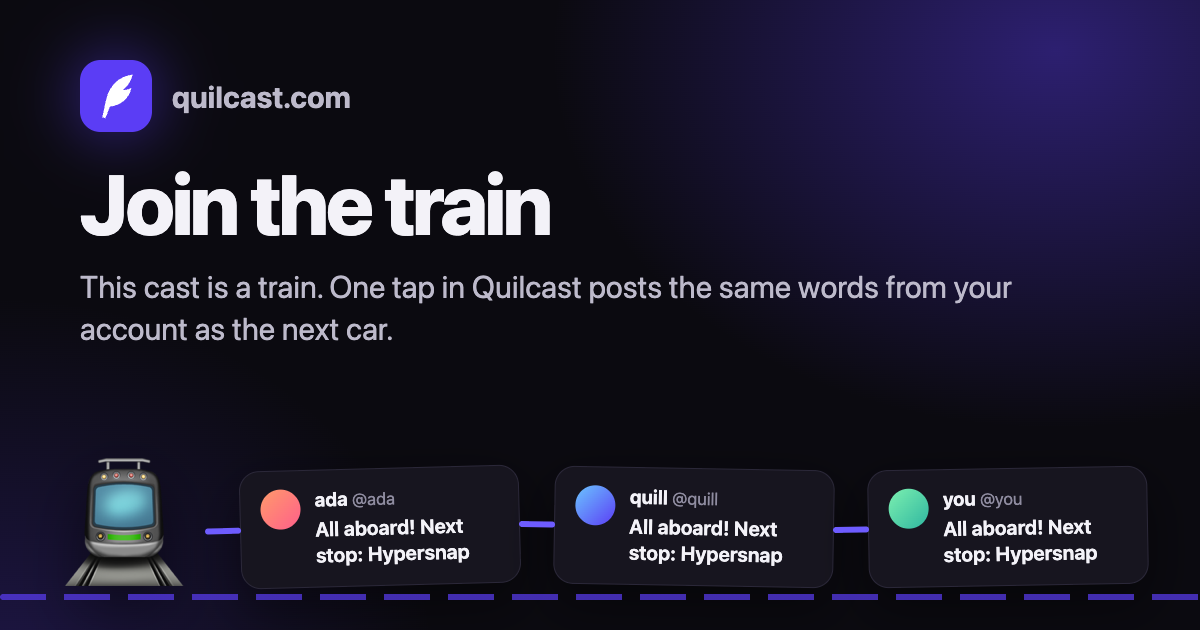 quilcast.com
Join the train
This cast is a train. One tap in Quilcast posts the same words from your
account as the next car.
ada @ada
All aboard! Next
stop: Hypersnap
quill @quill
All aboard! Next
stop: Hypersnap
you @you
All aboard! Next
stop: Hypersnap